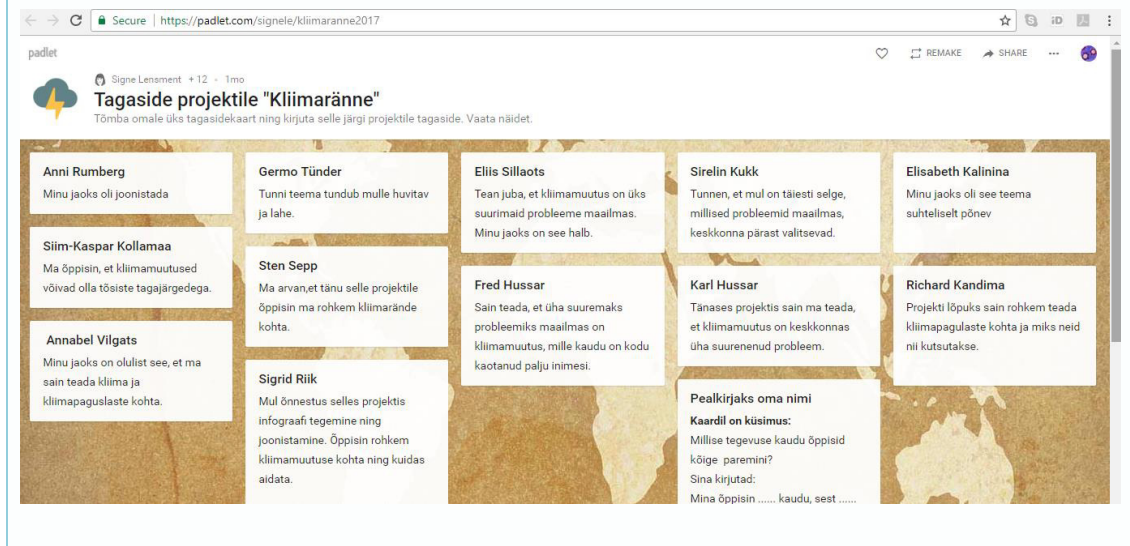 Secure | https://padlet.com/signele/kliimaranne2017
padlet
REMAKE
SHARE
Signe Lensment + 12 · 1mo
Tagaside projektile "Kliimaränne"
Tõmba omale üks tagasidekaart ning kirjuta selle järgi projektile tagaside. Vaata näidet.
Anni Rumberg
Minu jaoks oli joonistada
Siim-Kaspar Kollamaa
Ma õppisin, et kliimamuutused
võivad olla tõsiste tagajärgedega.
Annabel Vilgats
Minu jaoks on olulist see, et ma
sain teada kliima ja
kliimapaguslaste kohta.
Germo Tünder
Tunni teema tundub mulle huvitav
ja lahe.
Sten Sepp
Ma arvan,et tänu selle projektile
õppisin ma rohkem kliimarände
kohta.
Sigrid Riik
Mul õnnestus selles projektis
infograafi tegemine ning
joonistamine. Õppisin rohkem
kliimamuutuse kohta ning kuidas
aidata.
Eliis Sillaots
Tean juba, et kliimamuutus on üks
suurimaid probleeme maailmas.
Minu jaoks on see halb.
Fred Hussar
Sain teada, et üha suuremaks
probleemiks maailmas on
kliimamuutus, mille kaudu on kodu
kaotanud palju inimesi.
Sirelin Kukk
Tunnen, et mul on täiesti selge,
millised probleemid maailmas,
keskkonna pärast valitsevad.
Karl Hussar
Tänases projektis sain ma teada,
et kliimamuutus on keskkonnas
üha suurenenud probleem.
Pealkirjaks oma nimi
Kaardil on küsimus:
Millise tegevuse kaudu õppisid
kõige paremini?
Sina kirjutad:
Mina õppisin ...... kaudu, sest ......
Elisabeth Kalinina
Minu jaoks oli see teema
suhteliselt põnev
Richard Kandima
Projekti lõpuks sain rohkem teada
kliimapagulaste kohta ja miks neid
nii kutsutakse.